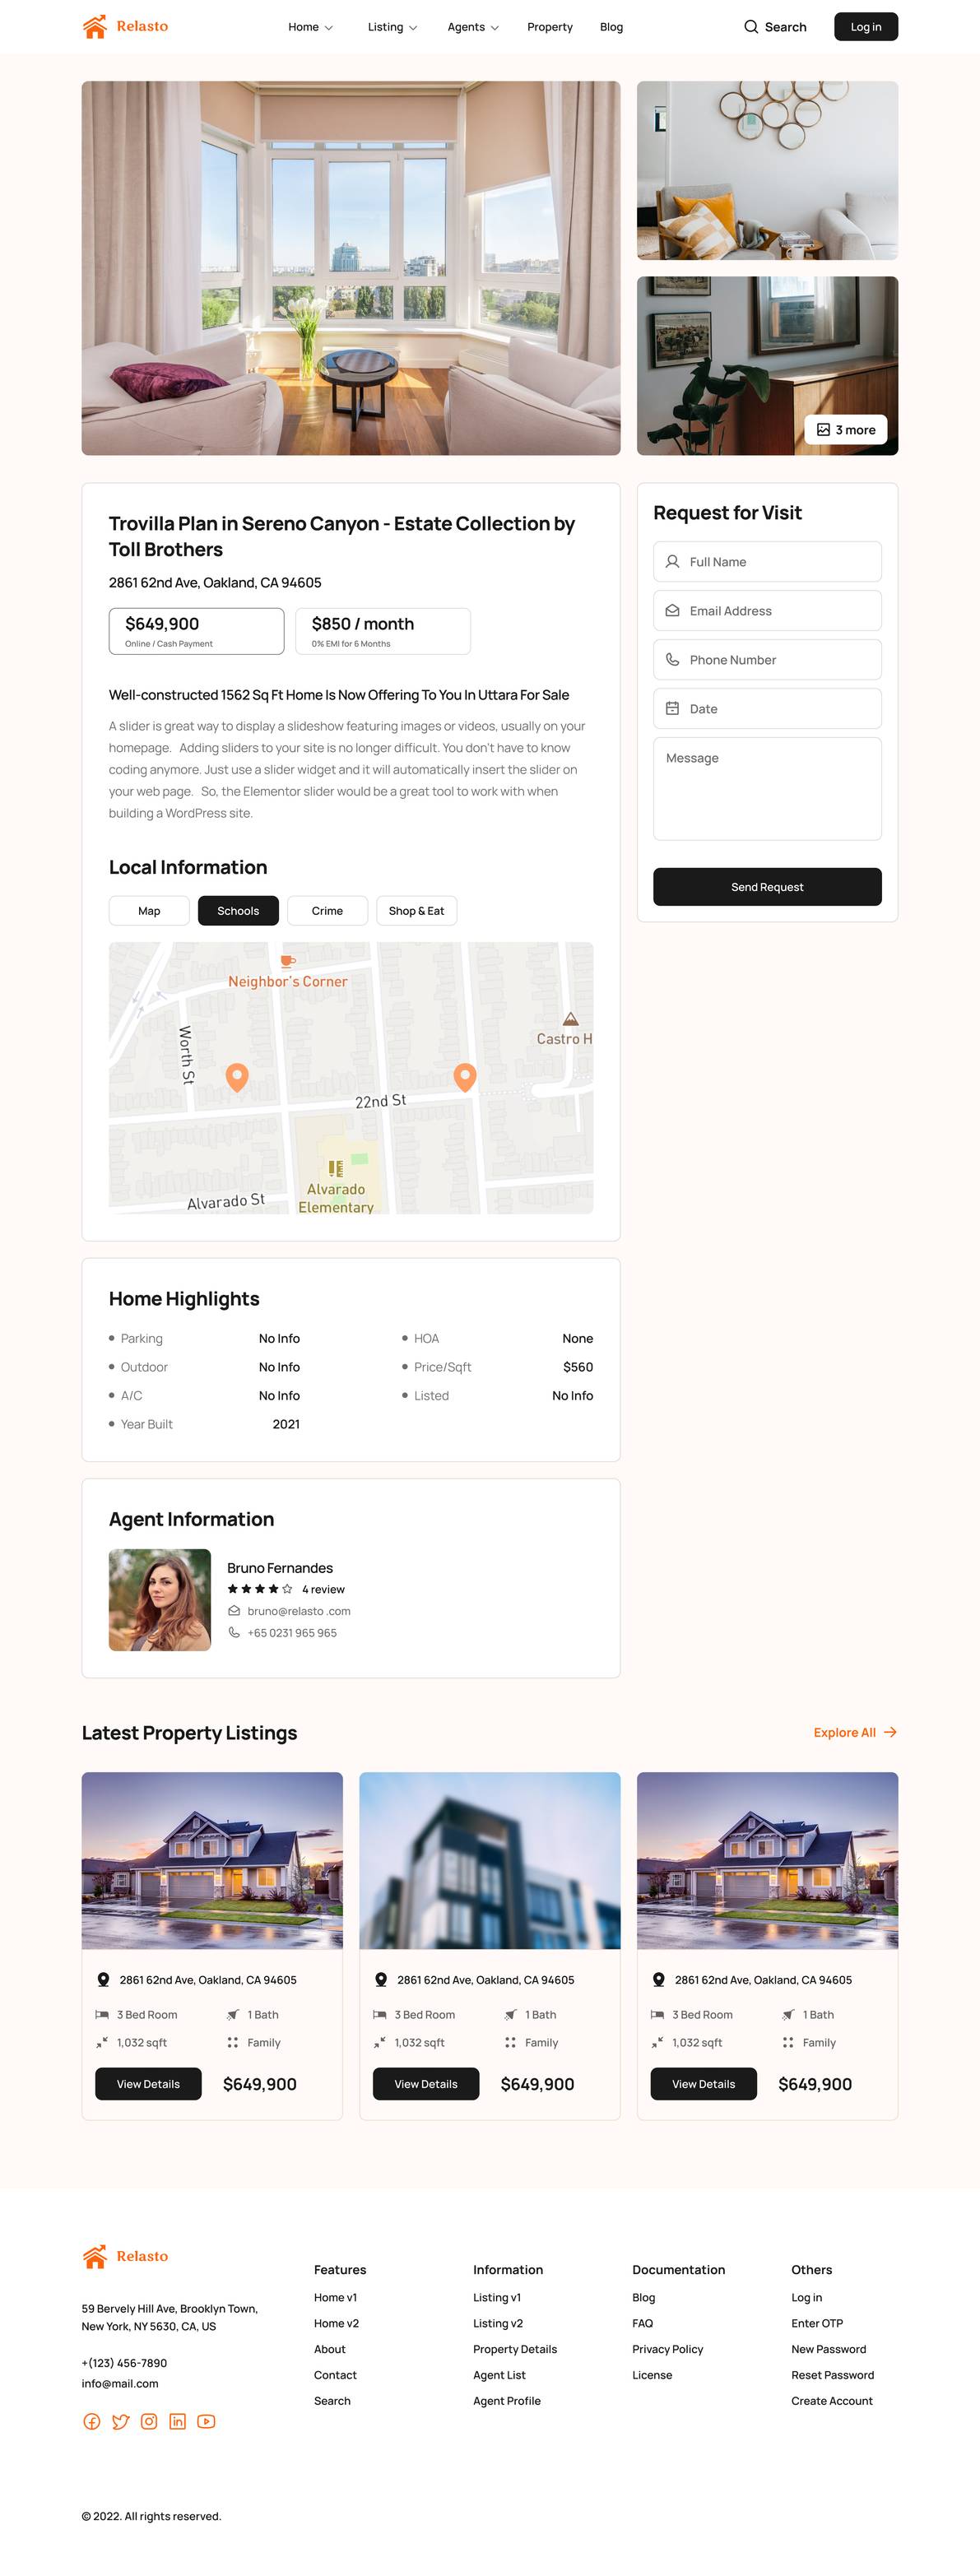 Relasto
Home
Listing
Agents
Property
Blog
Search
Log in
3 more
Trovilla Plan in Sereno Canyon - Estate Collection by
Toll Brothers
2861 62nd Ave, Oakland, CA 94605
$649,900
Online / Cash Payment
$850 / month
0% EMI for 6 Months
Well-constructed 1562 Sq Ft Home Is Now Offering To You In Uttara For Sale
A slider is great way to display a slideshow featuring images or videos, usually on your
homepage. Adding sliders to your site is no longer difficult. You don't have to know
coding anymore. Just use a slider widget and it will automatically insert the slider on
your web page. So, the Elementor slider would be a great tool to work with when
building a WordPress site.
Local Information
Map
Schools
Crime
Shop & Eat
Neighbor's Corner
Castro H
Worth St
22nd St
Alvarado St
Alvarado
Elementary
Request for Visit
Full Name
Email Address
Phone Number
Date
Message
Send Request
Home Highlights
Parking No Info
Outdoor No Info
A/C No Info
Year Built 2021
HOA None
Price/Sqft $560
Listed No Info
Agent Information
Bruno Fernandes
4 review
bruno@relasto .com
+65 0231 965 965
Latest Property Listings
Explore All
2861 62nd Ave, Oakland, CA 94605
3 Bed Room
1 Bath
1,032 sqft
Family
View Details
$649,900
2861 62nd Ave, Oakland, CA 94605
3 Bed Room
1 Bath
1,032 sqft
Family
View Details
$649,900
2861 62nd Ave, Oakland, CA 94605
3 Bed Room
1 Bath
1,032 sqft
Family
View Details
$649,900
Relasto
59 Bervely Hill Ave, Brooklyn Town,
New York, NY 5630, CA, US
+(123) 456-7890
info@mail.com
Features
Home v1
Home v2
About
Contact
Search
Information
Listing v1
Listing v2
Property Details
Agent List
Agent Profile
Documentation
Blog
FAQ
Privacy Policy
License
Others
Log in
Enter OTP
New Password
Reset Password
Create Account
© 2022. All rights reserved.